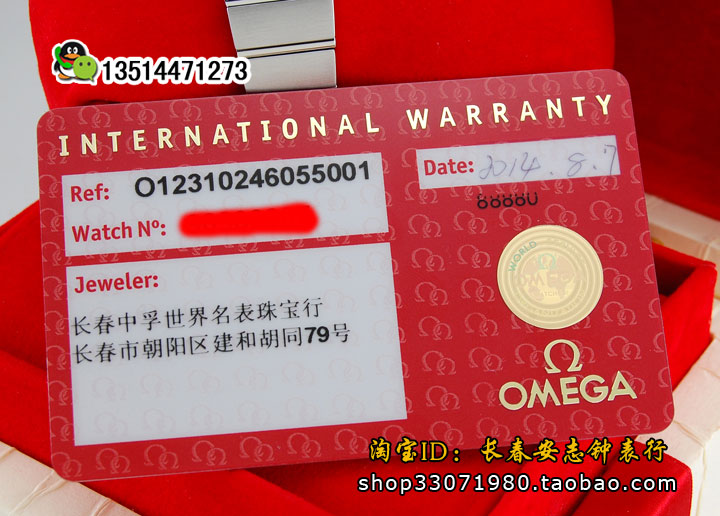 13514471273
INTERNATIONAL WARRANTY
Ref: O12310246055001
Date: 2014.8.7
Watch Nº:
88880
WORLD
Jeweler:
长春中孚世界名表珠宝行
长春市朝阳区建和胡同79号
Ω
OMEGA
淘宝ID：长春安志钟表行
shop33071980.taobao.com